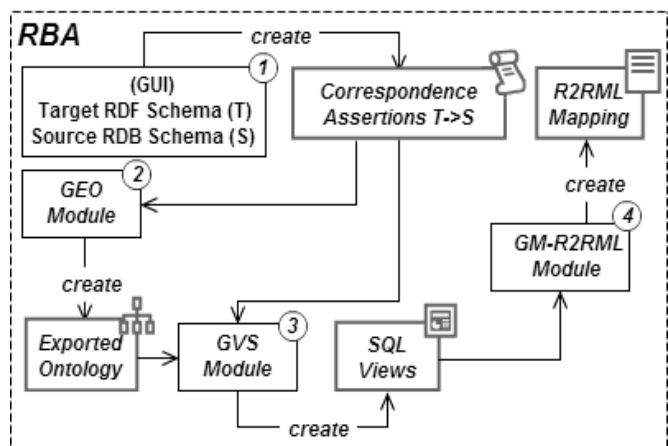 RBA
create
1
(GUI)
Target RDF Schema (T)
Source RDB Schema (S)
Correspondence
Assertions T->S
R2RML
Mapping
2
GEO
Module
create
4
GM-R2RML
Module
create
Exported
Ontology
3
GVS
Module
SQL
Views
create